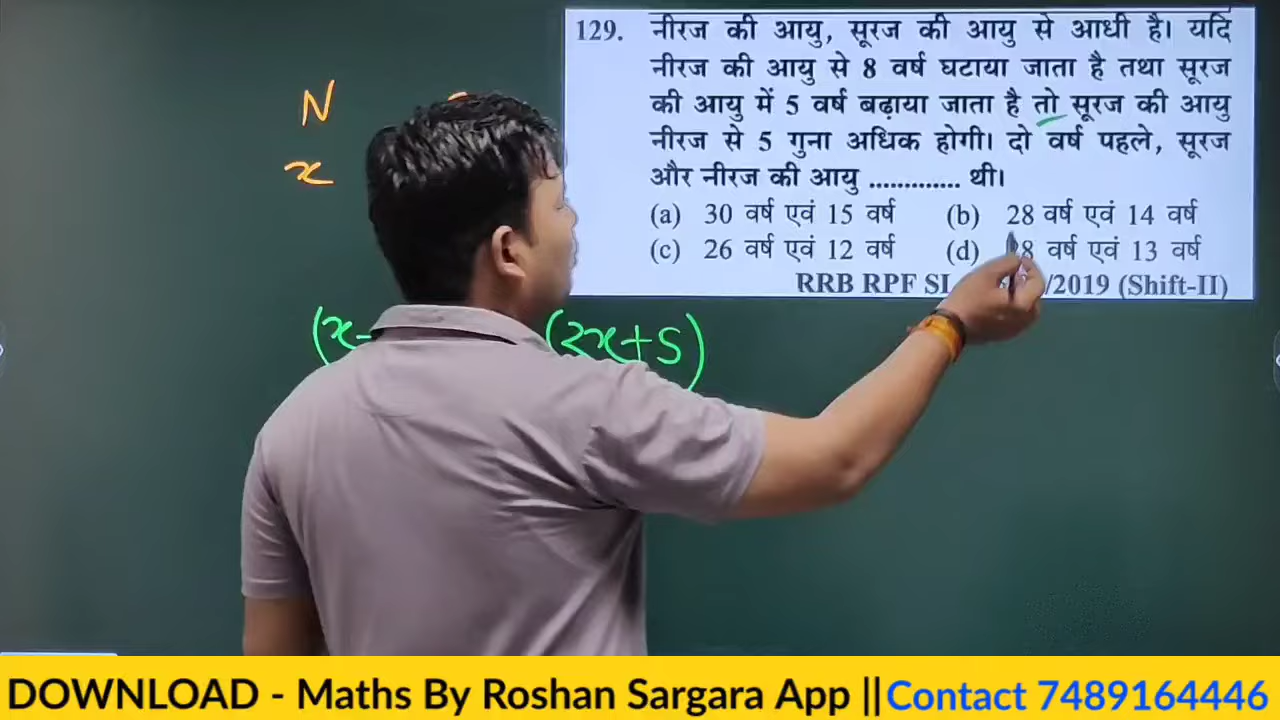 129. नीरज की आयु, सूरज की आयु से आधी है। यदि
नीरज की आयु से 8 वर्ष घटाया जाता है तथा सूरज
की आयु में 5 वर्ष बढ़ाया जाता है तो सूरज की आयु
नीरज से 5 गुना अधिक होगी। दो वर्ष पहले, सूरज
और नीरज की आयु ............. थी।
(a) 30 वर्ष एवं 15 वर्ष (b) 28 वर्ष एवं 14 वर्ष
(c) 26 वर्ष एवं 12 वर्ष (d) 8 वर्ष एवं 13 वर्ष
RRB RPF SI /2019 (Shift-II)
N
x
(x- (2x+5)
DOWNLOAD - Maths By Roshan Sargara App || Contact 7489164446